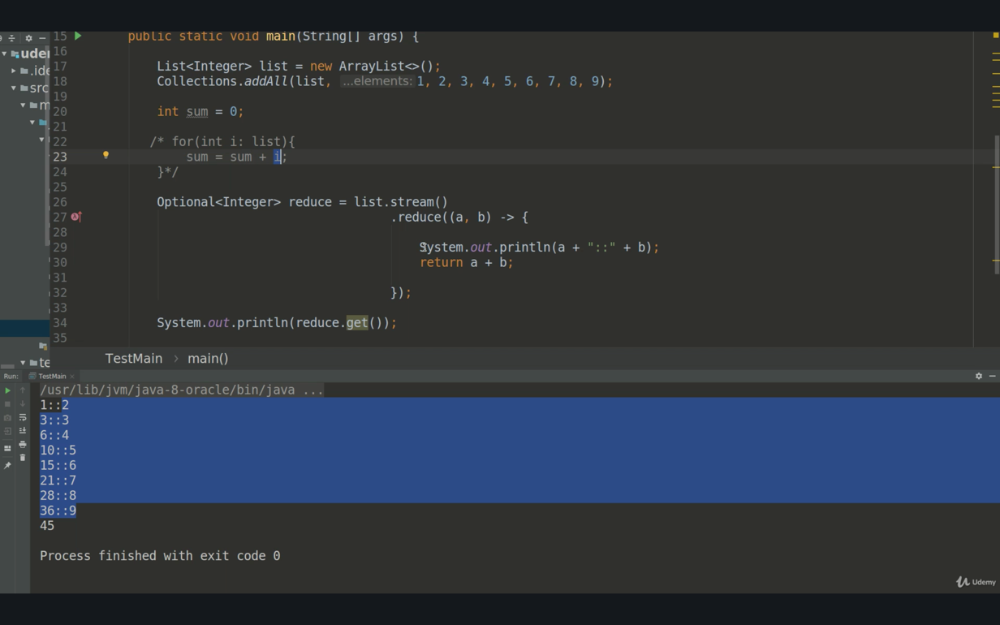 15 public static void main(String[] args) {
16
17 List<Integer> list = new ArrayList<>();
18 Collections.addAll(list, ...elements: 1, 2, 3, 4, 5, 6, 7, 8, 9);
19
20 int sum = 0;
21
22 /* for(int i: list){
23 sum = sum + i;
24 }*/
25
26 Optional<Integer> reduce = list.stream()
27 .reduce((a, b) -> {
28
29 System.out.println(a + "::" + b);
30 return a + b;
31
32 });
33
34 System.out.println(reduce.get());
35
uden
.ide
src
m
te
TestMain › main()
Run: TestMain ×
/usr/lib/jvm/java-8-oracle/bin/java ...
1::2
3::3
6::4
10::5
15::6
21::7
28::8
36::9
45
Process finished with exit code 0
Udemy